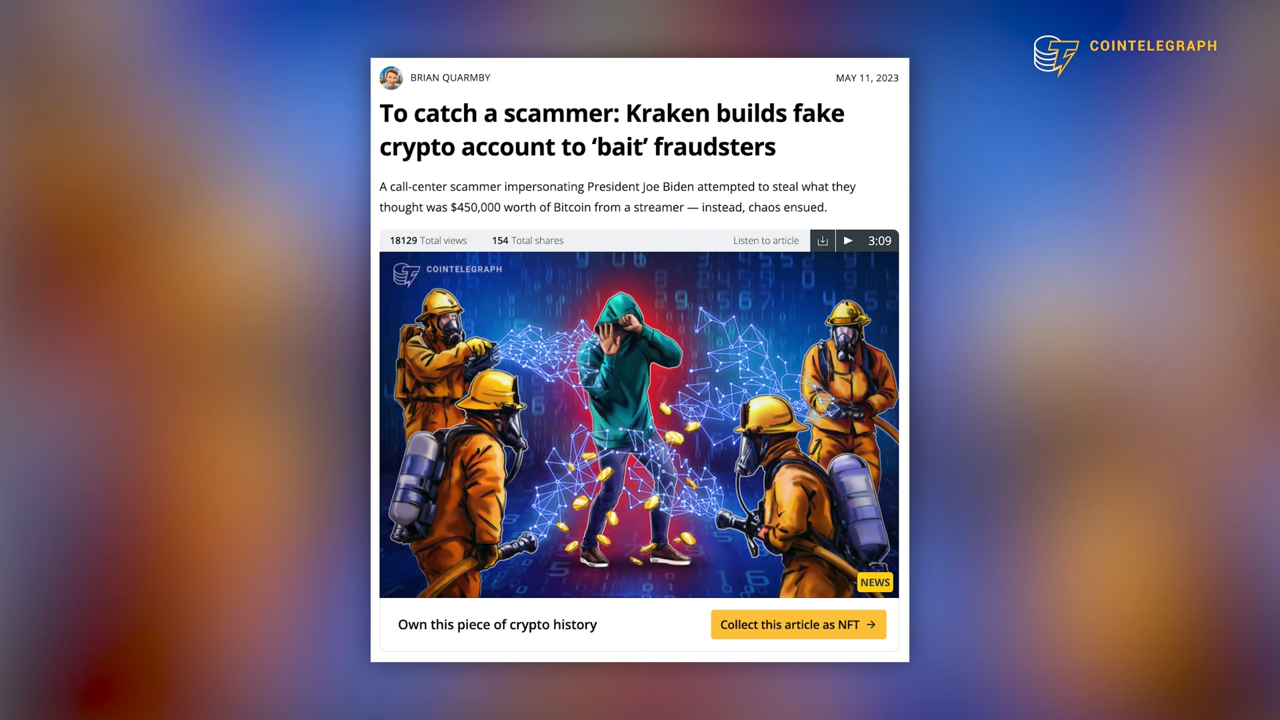 COINTELEGRAPH
BRIAN QUARMBY
MAY 11, 2023
To catch a scammer: Kraken builds fake
crypto account to ‘bait’ fraudsters
A call-center scammer impersonating President Joe Biden attempted to steal what they
thought was $450,000 worth of Bitcoin from a streamer — instead, chaos ensued.
18129 Total views 154 Total shares Listen to article 3:09
COINTELEGRAPH
NEWS
Own this piece of crypto history
Collect this article as NFT →